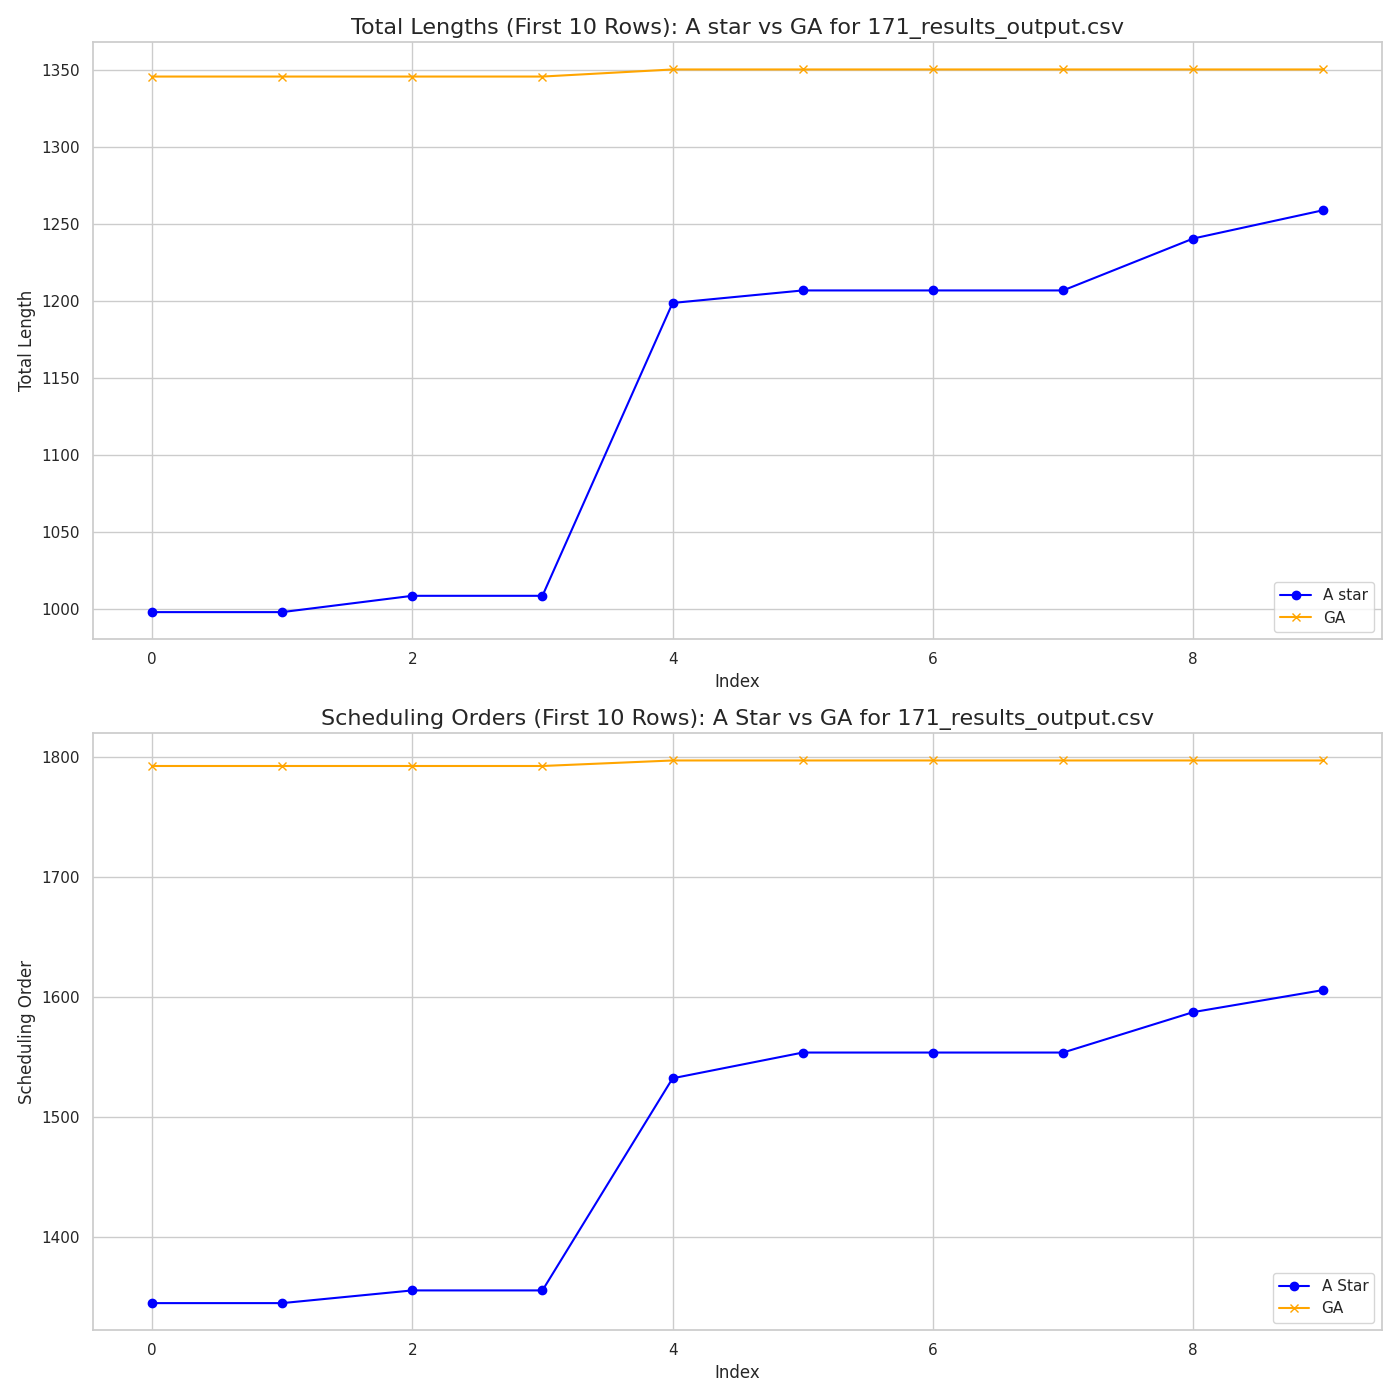 Total Lengths (First 10 Rows): A star vs GA for 171_results_output.csv
1350
1300
1250
1200
1150
1100
1050
1000
Total Length
A star
GA
0 2 4 6 8
Index
Scheduling Orders (First 10 Rows): A Star vs GA for 171_results_output.csv
1800
1700
1600
1500
1400
Scheduling Order
A Star
GA
0 2 4 6 8
Index